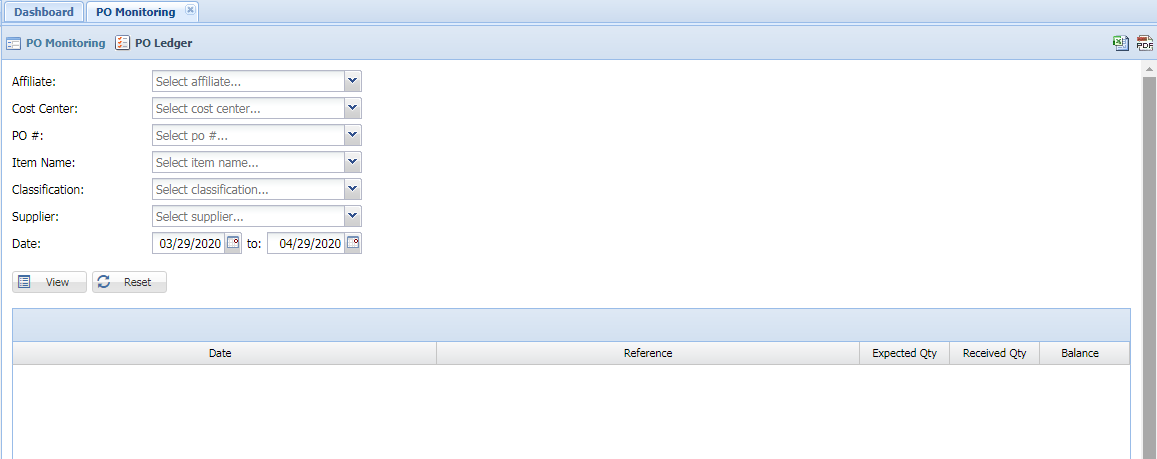 Dashboard PO Monitoring
PO Monitoring PO Ledger PDF
Affiliate: Select affiliate...
Cost Center: Select cost center...
PO #: Select po #...
Item Name: Select item name...
Classification: Select classification...
Supplier: Select supplier...
Date: 03/29/2020 to: 04/29/2020
View Reset
Date Reference Expected Qty Received Qty Balance